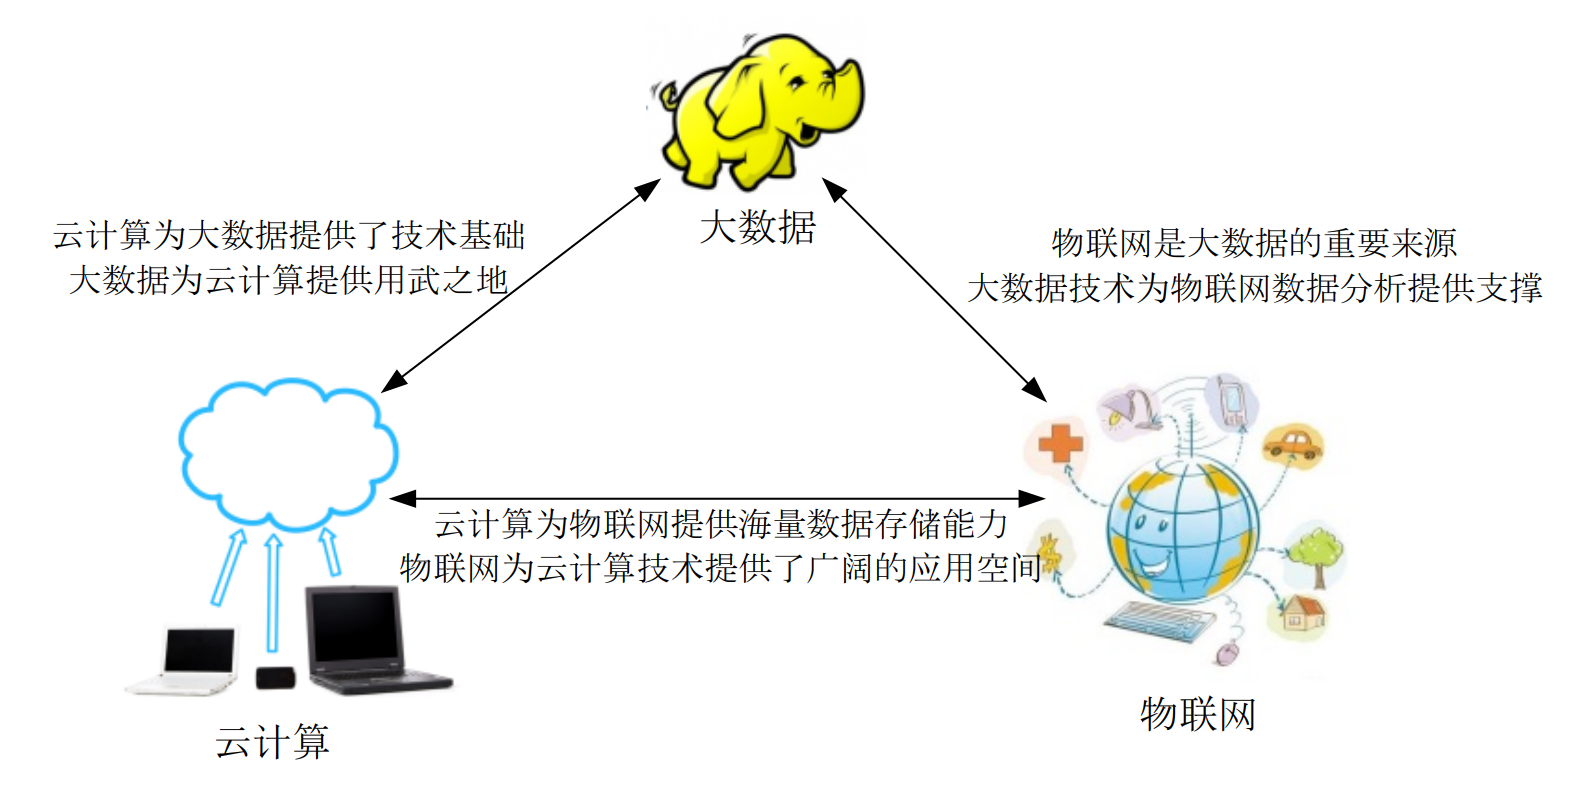 大数据
云计算为大数据提供了技术基础
大数据为云计算提供用武之地
物联网是大数据的重要来源
大数据技术为物联网数据分析提供支撑
云计算为物联网提供海量数据存储能力
物联网为云计算技术提供了广阔的应用空间
云计算
物联网